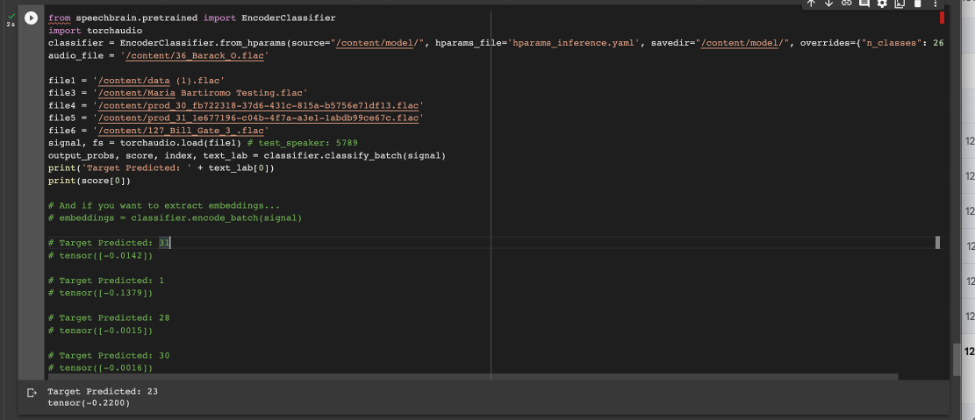 2s
from speechbrain.pretrained import EncoderClassifier
import torchaudio
classifier = EncoderClassifier.from_hparams(source="/content/model/", hparams_file='hparams_inference.yaml', savedir="/content/model/", overrides={"n_classes": 26
audio_file = '/content/36_Barack_O.flac'
file1 = '/content/data (1).flac'
file3 = '/content/Maria Bartiromo Testing.flac'
file4 = '/content/prod_30_fb722318-37d6-431c-815a-b5756e71df13.flac'
file5 = '/content/prod_31_1e677196-c04b-4f7a-a3e1-1abdb99ce67c.flac'
file6 = '/content/127_Bill_Gate_3_.flac'
signal, fs = torchaudio.load(file1) # test_speaker: 5789
output_probs, score, index, text_lab = classifier.classify_batch(signal)
print('Target Predicted: ' + text_lab[0])
print(score[0])
# And if you want to extract embeddings...
# embeddings = classifier.encode_batch(signal)
# Target Predicted: 31
# tensor([-0.0142])
# Target Predicted: 1
# tensor([-0.1379])
# Target Predicted: 28
# tensor([-0.0015])
# Target Predicted: 30
# tensor([-0.0016])
Target Predicted: 23
tensor(-0.2200)
12
12
12
12
12
12
12